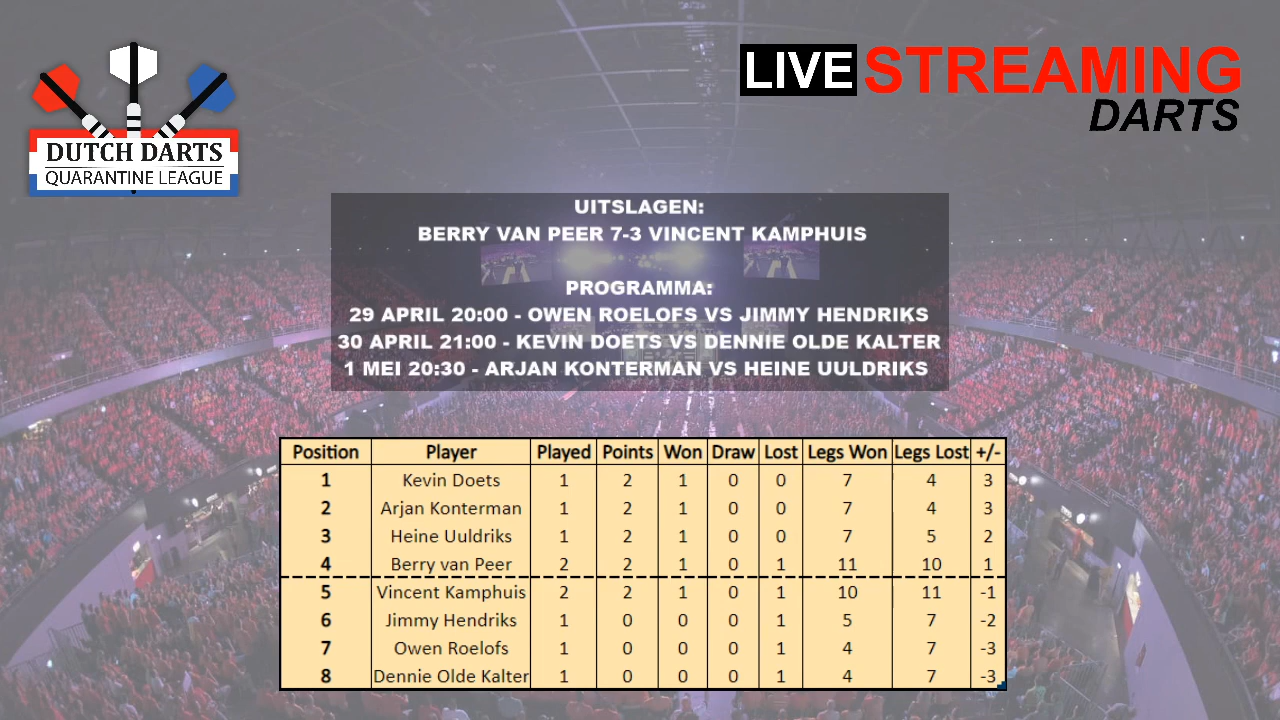 DUTCH DARTS
QUARANTINE LEAGUE
LIVE STREAMING
DARTS
UITSLAGEN:
BERRY VAN PEER 7-3 VINCENT KAMPHUIS
PROGRAMMA:
29 APRIL 20:00 - OWEN ROELOFS VS JIMMY HENDRIKS
30 APRIL 21:00 - KEVIN DOETS VS DENNIE OLDE KALTER
1 MEI 20:30 - ARJAN KONTERMAN VS HEINE UULDRIKS
Position Player Played Points Won Draw Lost Legs Won Legs Lost +/-
1 Kevin Doets 1 2 1 0 0 7 4 3
2 Arjan Konterman 1 2 1 0 0 7 4 3
3 Heine Uuldriks 1 2 1 0 0 7 5 2
4 Berry van Peer 2 2 1 0 1 11 10 1
5 Vincent Kamphuis 2 2 1 0 1 10 11 -1
6 Jimmy Hendriks 1 0 0 0 1 5 7 -2
7 Owen Roelofs 1 0 0 0 1 4 7 -3
8 Dennie Olde Kalter 1 0 0 0 1 4 7 -3